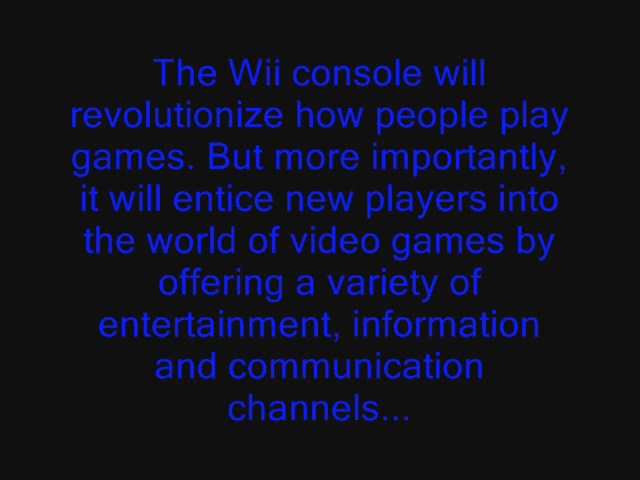 The Wii console will
revolutionize how people play
games. But more importantly,
it will entice new players into
the world of video games by
offering a variety of
entertainment, information
and communication
channels...